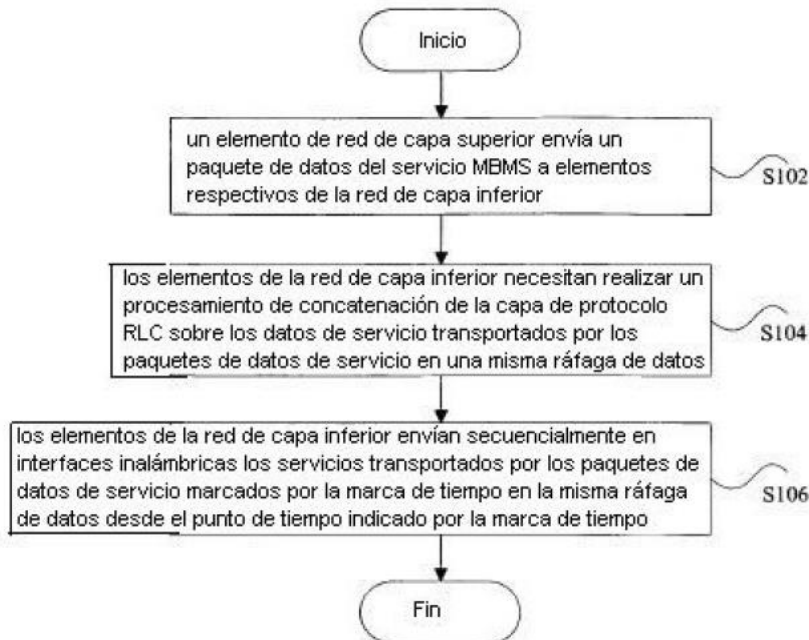 Inicio
un elemento de red de capa superior envía un
paquete de datos del servicio MBMS a elementos
respectivos de la red de capa inferior
S102
los elementos de la red de capa inferior necesitan realizar un
procesamiento de concatenación de la capa de protocolo
RLC sobre los datos de servicio transportados por los
paquetes de datos de servicio en una misma ráfaga de datos
S104
los elementos de la red de capa inferior envían secuencialmente en
interfaces inalámbricas los servicios transportados por los paquetes de
datos de servicio marcados por la marca de tiempo en la misma ráfaga
de datos desde el punto de tiempo indicado por la marca de tiempo
S106
Fin